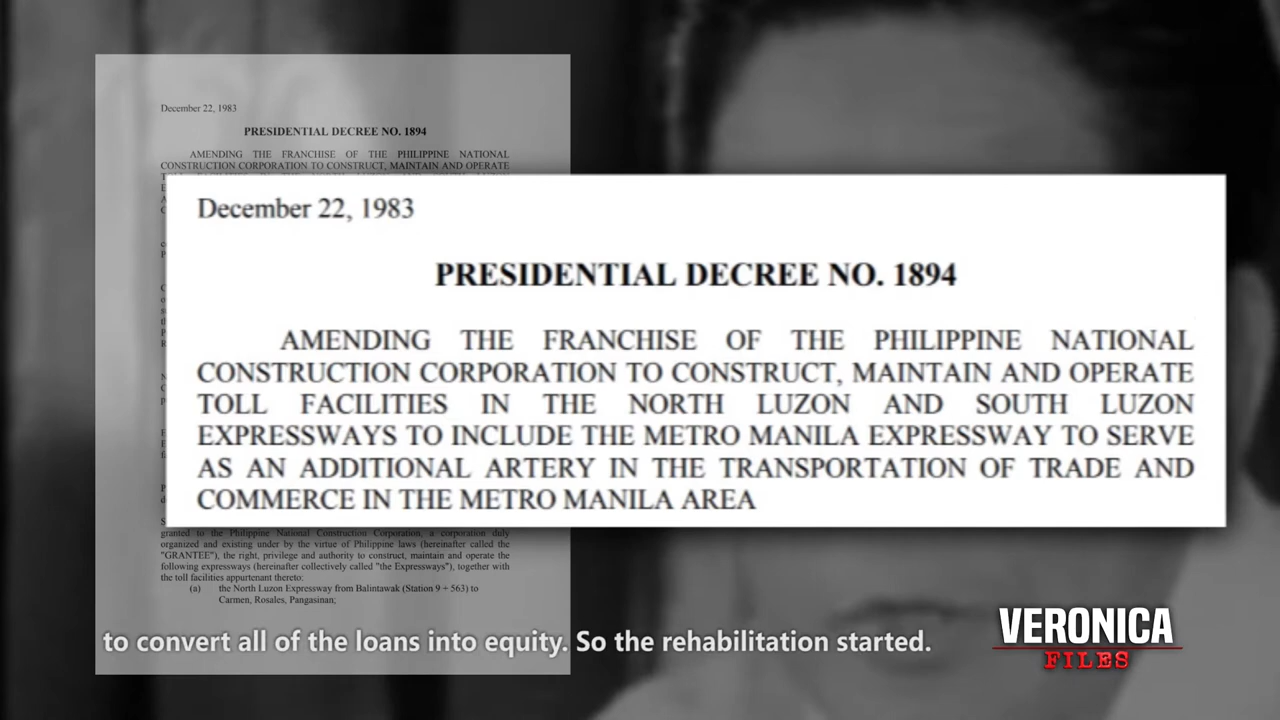 December 22, 1983
PRESIDENTIAL DECREE NO. 1894
AMENDING THE FRANCHISE OF THE PHILIPPINE NATIONAL
CONSTRUCTION CORPORATION TO CONSTRUCT, MAINTAIN AND OPERATE
December 22, 1983
PRESIDENTIAL DECREE NO. 1894
AMENDING THE FRANCHISE OF THE PHILIPPINE NATIONAL
CONSTRUCTION CORPORATION TO CONSTRUCT, MAINTAIN AND OPERATE
TOLL FACILITIES IN THE NORTH LUZON AND SOUTH LUZON
EXPRESSWAYS TO INCLUDE THE METRO MANILA EXPRESSWAY TO SERVE
AS AN ADDITIONAL ARTERY IN THE TRANSPORTATION OF TRADE AND
COMMERCE IN THE METRO MANILA AREA
granted to the Philippine National Construction Corporation, a corporation duly
organized and existing under by the virtue of Philippine laws (hereinafter called the
"GRANTEE"), the right, privilege and authority to construct, maintain and operate the
following expressways (hereinafter collectively called "the Expressways"), together with
the toll facilities appurtenant thereto:
(a) the North Luzon Expressway from Balintawak (Station 9 + 563) to
Carmen, Rosales, Pangasinan;
to convert all of the loans into equity. So the rehabilitation started.
VERONICA
FILES